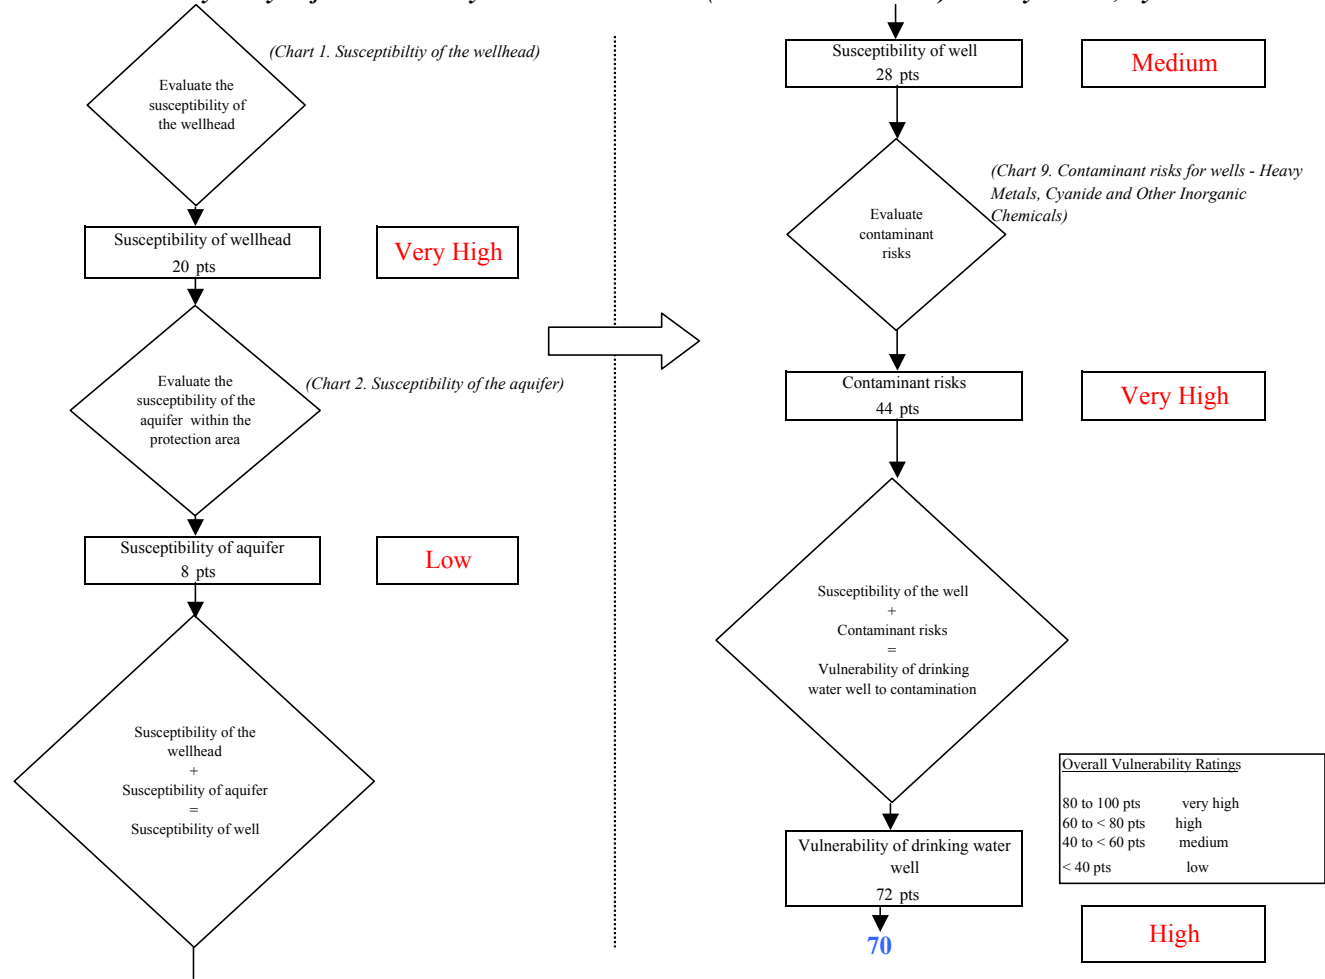 (Chart 1. Susceptibiltiy of the wellhead)
Evaluate the
susceptibility of
the wellhead
Susceptibility of wellhead
20 pts
Very High
Evaluate the
susceptibility of the
aquifer within the
protection area
(Chart 2. Susceptibility of the aquifer)
Susceptibility of aquifer
8 pts
Low
Susceptibility of the
wellhead
+
Susceptibility of aquifer
=
Susceptibility of well
Susceptibility of well
28 pts
Medium
(Chart 9. Contaminant risks for wells - Heavy
Metals, Cyanide and Other Inorganic
Chemicals)
Evaluate
contaminant
risks
Contaminant risks
44 pts
Very High
Susceptibility of the well
+
Contaminant risks
=
Vulnerability of drinking
water well to contamination
Overall Vulnerability Ratings
80 to 100 pts very high
60 to < 80 pts high
40 to < 60 pts medium
< 40 pts low
Vulnerability of drinking water
well
72 pts
70
High